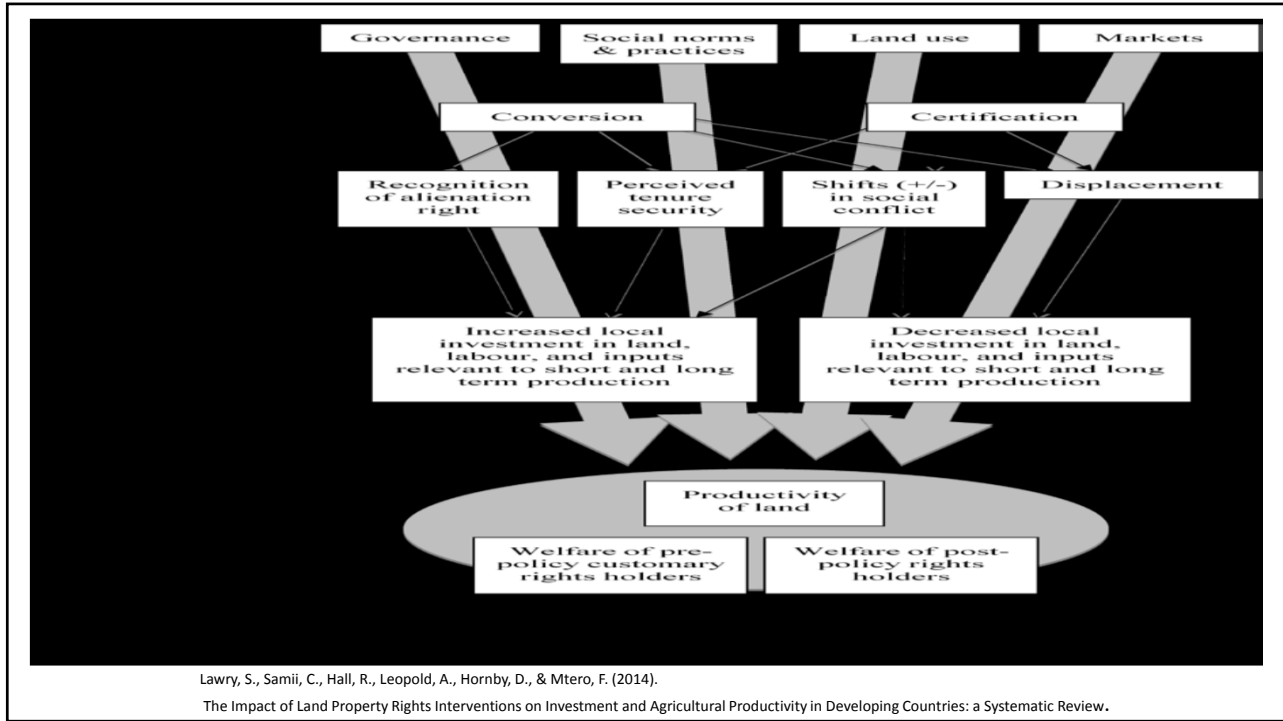 Governance
Social norms
& practices
Land use
Markets
Conversion
Certification
Recognition
of alienation
right
Perceived
tenure
security
Shifts (+/-)
in social
conflict
Displacement
Increased local
investment in land,
labour, and inputs
relevant to short and long
term production
Decreased local
investment in land,
labour, and inputs
relevant to short and long
term production
Productivity
of land
Welfare of pre-
policy customary
rights holders
Welfare of post-
policy rights
holders
Lawry, S., Samii, C., Hall, R., Leopold, A., Hornby, D., & Mtero, F. (2014).
The Impact of Land Property Rights Interventions on Investment and Agricultural Productivity in Developing Countries: a Systematic Review.